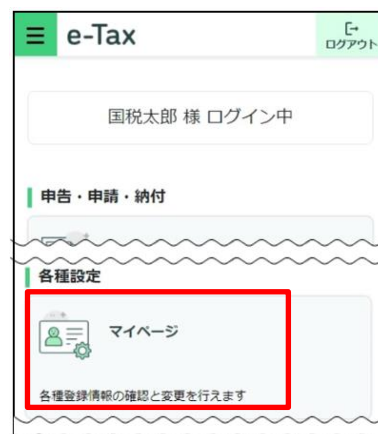 e-Tax
ログアウト
国税太郎 様 ログイン中
申告・申請・納付
各種設定
マイページ
各種登録情報の確認と変更を行えます